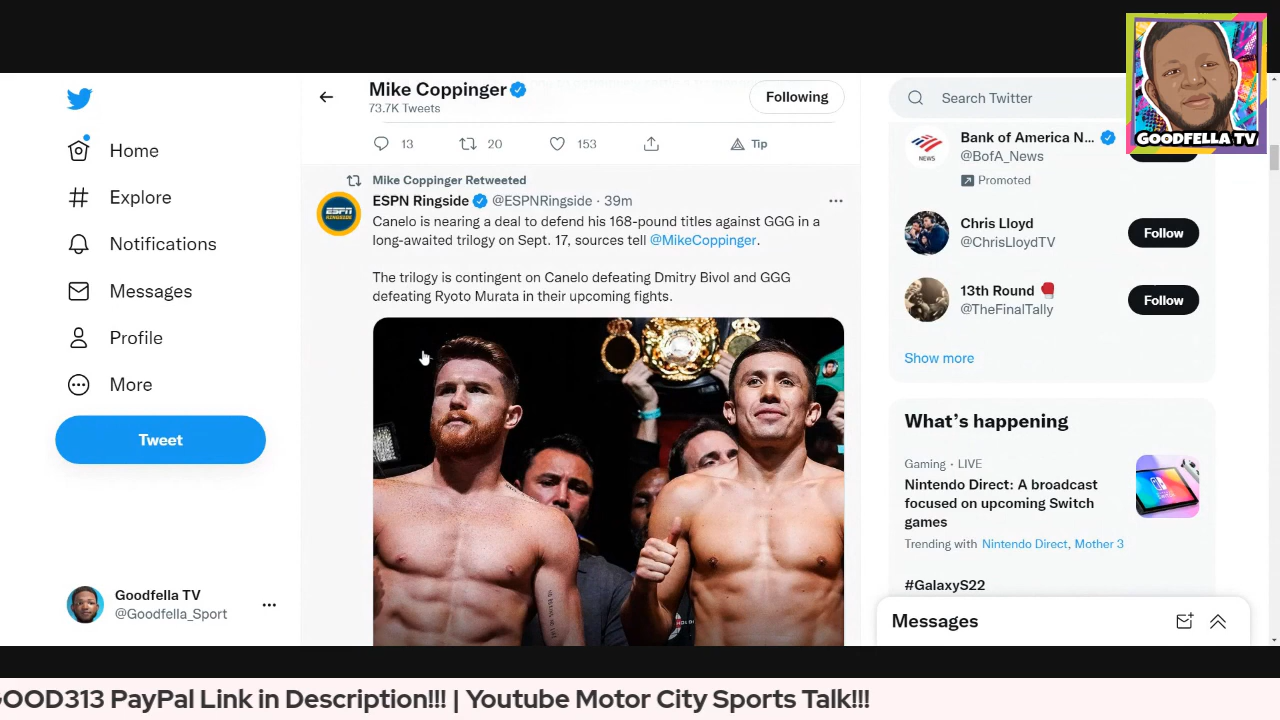 Home
Explore
Notifications
Messages
Profile
More
Tweet
Goodfella TV
@Goodfella_Sport
Mike Coppinger
73.7K Tweets
Following
13
20
153
Tip
Mike Coppinger Retweeted
ESPN Ringside @ESPNRingside · 39m
Canelo is nearing a deal to defend his 168-pound titles against GGG in a
long-awaited trilogy on Sept. 17, sources tell @MikeCoppinger.
The trilogy is contingent on Canelo defeating Dmitry Bivol and GGG
defeating Ryoto Murata in their upcoming fights.
ESPN
RINGSIDE
Search Twitter
GOODFELLA TV
NEWS
Bank of America N...
@BofA_News
Promoted
Chris Lloyd
@ChrisLloydTV
Follow
13th Round
@TheFinalTally
Follow
Show more
What's happening
Gaming · LIVE
Nintendo Direct: A broadcast
focused on upcoming Switch
games
Trending with Nintendo Direct, Mother 3
#GalaxyS22
Messages
OOD313 PayPal Link in Description!!! | Youtube Motor City Sports Talk!!!